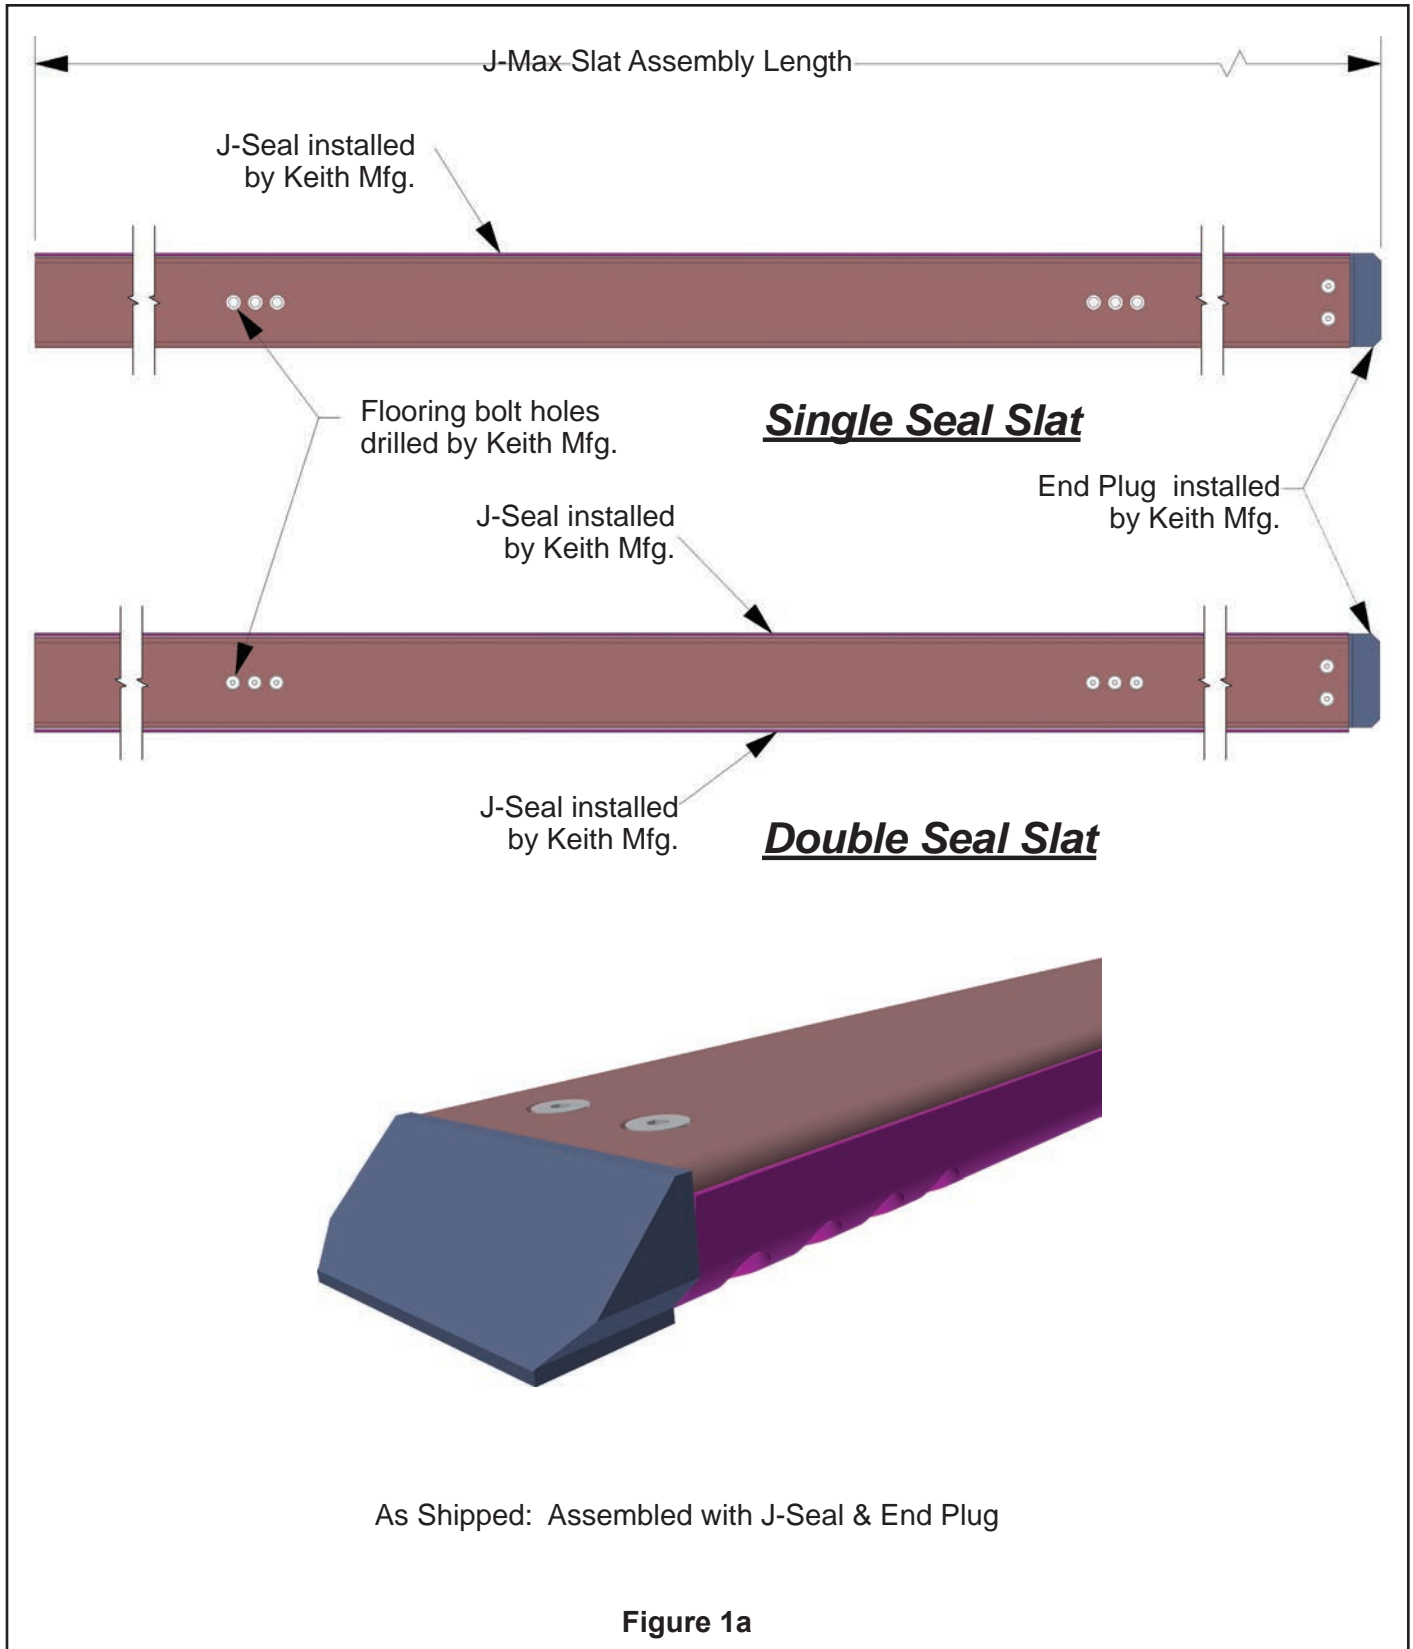 J-Max Slat Assembly Length
J-Seal installed
by Keith Mfg.
Flooring bolt holes
drilled by Keith Mfg.
Single Seal Slat
End Plug installed
by Keith Mfg.
J-Seal installed
by Keith Mfg.
J-Seal installed
by Keith Mfg.
Double Seal Slat
As Shipped: Assembled with J-Seal & End Plug
Figure 1a